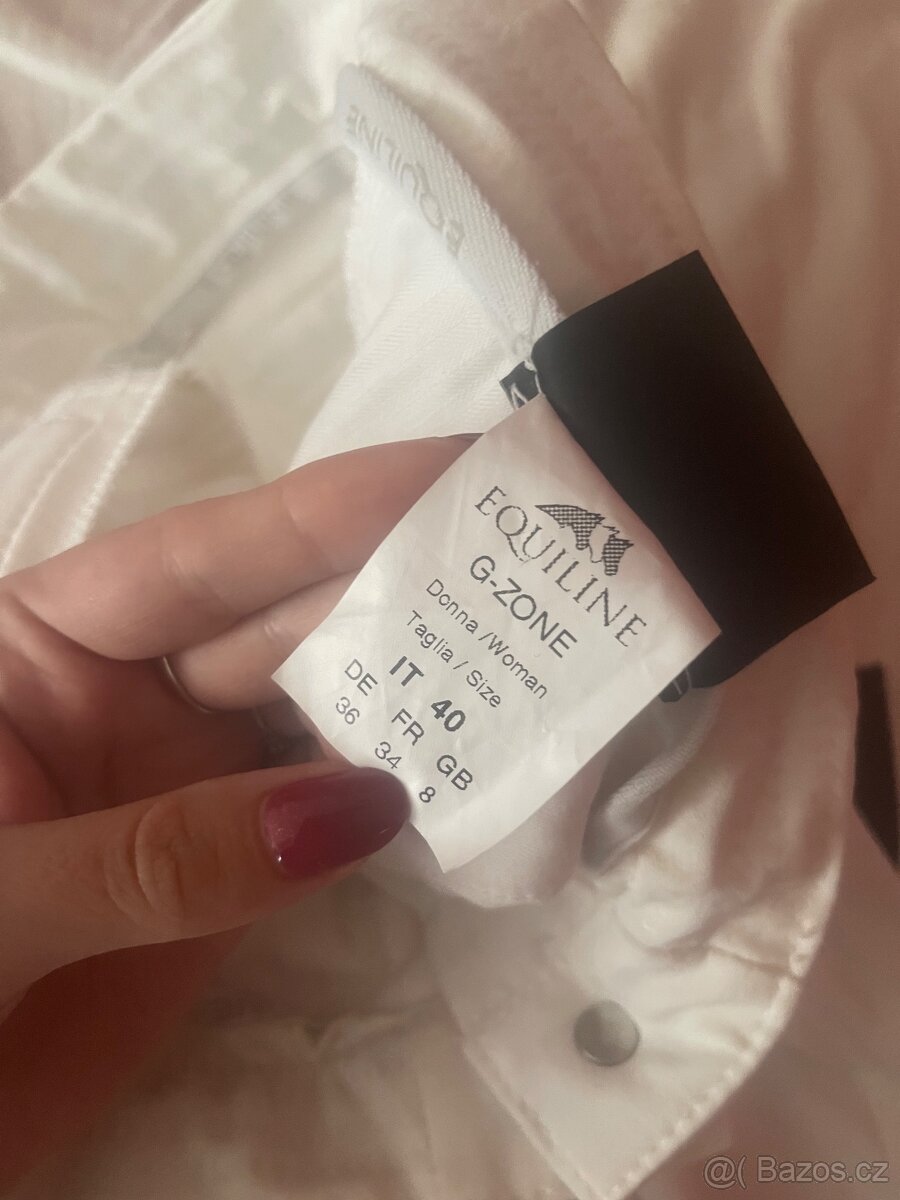 EQUILINE
EQUILINE
G-ZONE
Donna /Woman
Taglia / Size
IT 40
DE FR GB
36 34 8
@( Bazos.cz